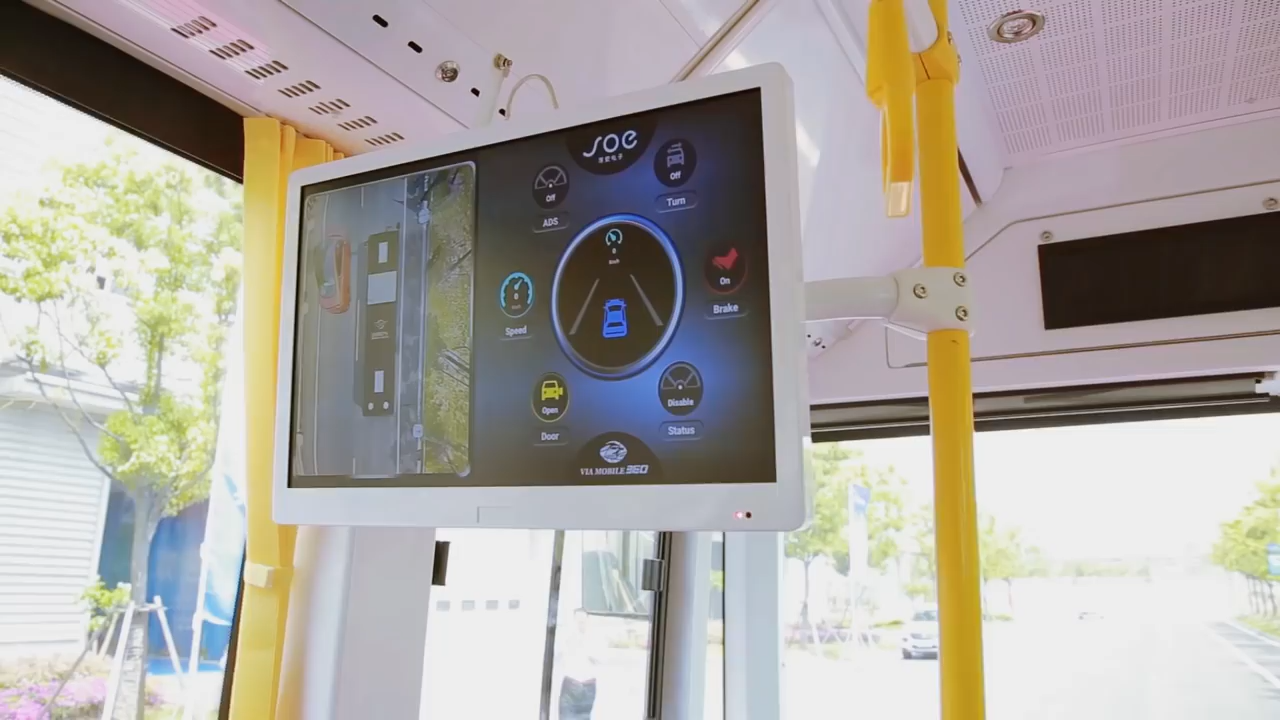 soe
Off
ADS
Off
Turn
Speed
On
Brake
Open
Door
Disable
Status
VIA MOBILE360